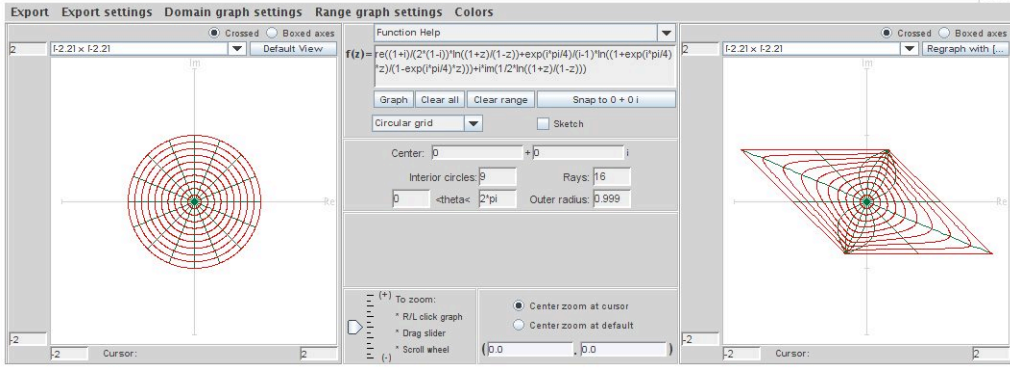 Export Export settings Domain graph settings Range graph settings Colors
Crossed Boxed axes
2
[-2.2] x [-2.2]
Default View
Im
Re
-2
-2
Cursor:
2
Function Help
f(z)=
re((1+i)/(2*(1-i))*ln((1+z)/(1-z))+exp(i*pi/4)/(i-1)*ln((1+exp(i*pi/4)
*z)/(1-exp(i*pi/4)*z)))+i*im(1/2*ln((1+z)/(1-z)))
Graph Clear all Clear range Snap to 0 + 0 i
Circular grid Sketch
Center: 0 + 0 i
Interior circles: 9 Rays: 16
0 <theta< 2*pi Outer radius: 0.999
(+) To zoom:
* R/L click graph
* Drag slider
* Scroll wheel
(-)
Center zoom at cursor
Center zoom at default
( 0.0 , 0.0 )
Crossed Boxed axes
2
[-2.2] x [-2.2]
Regraph with [...
Im
Re
-2
-2
Cursor:
2